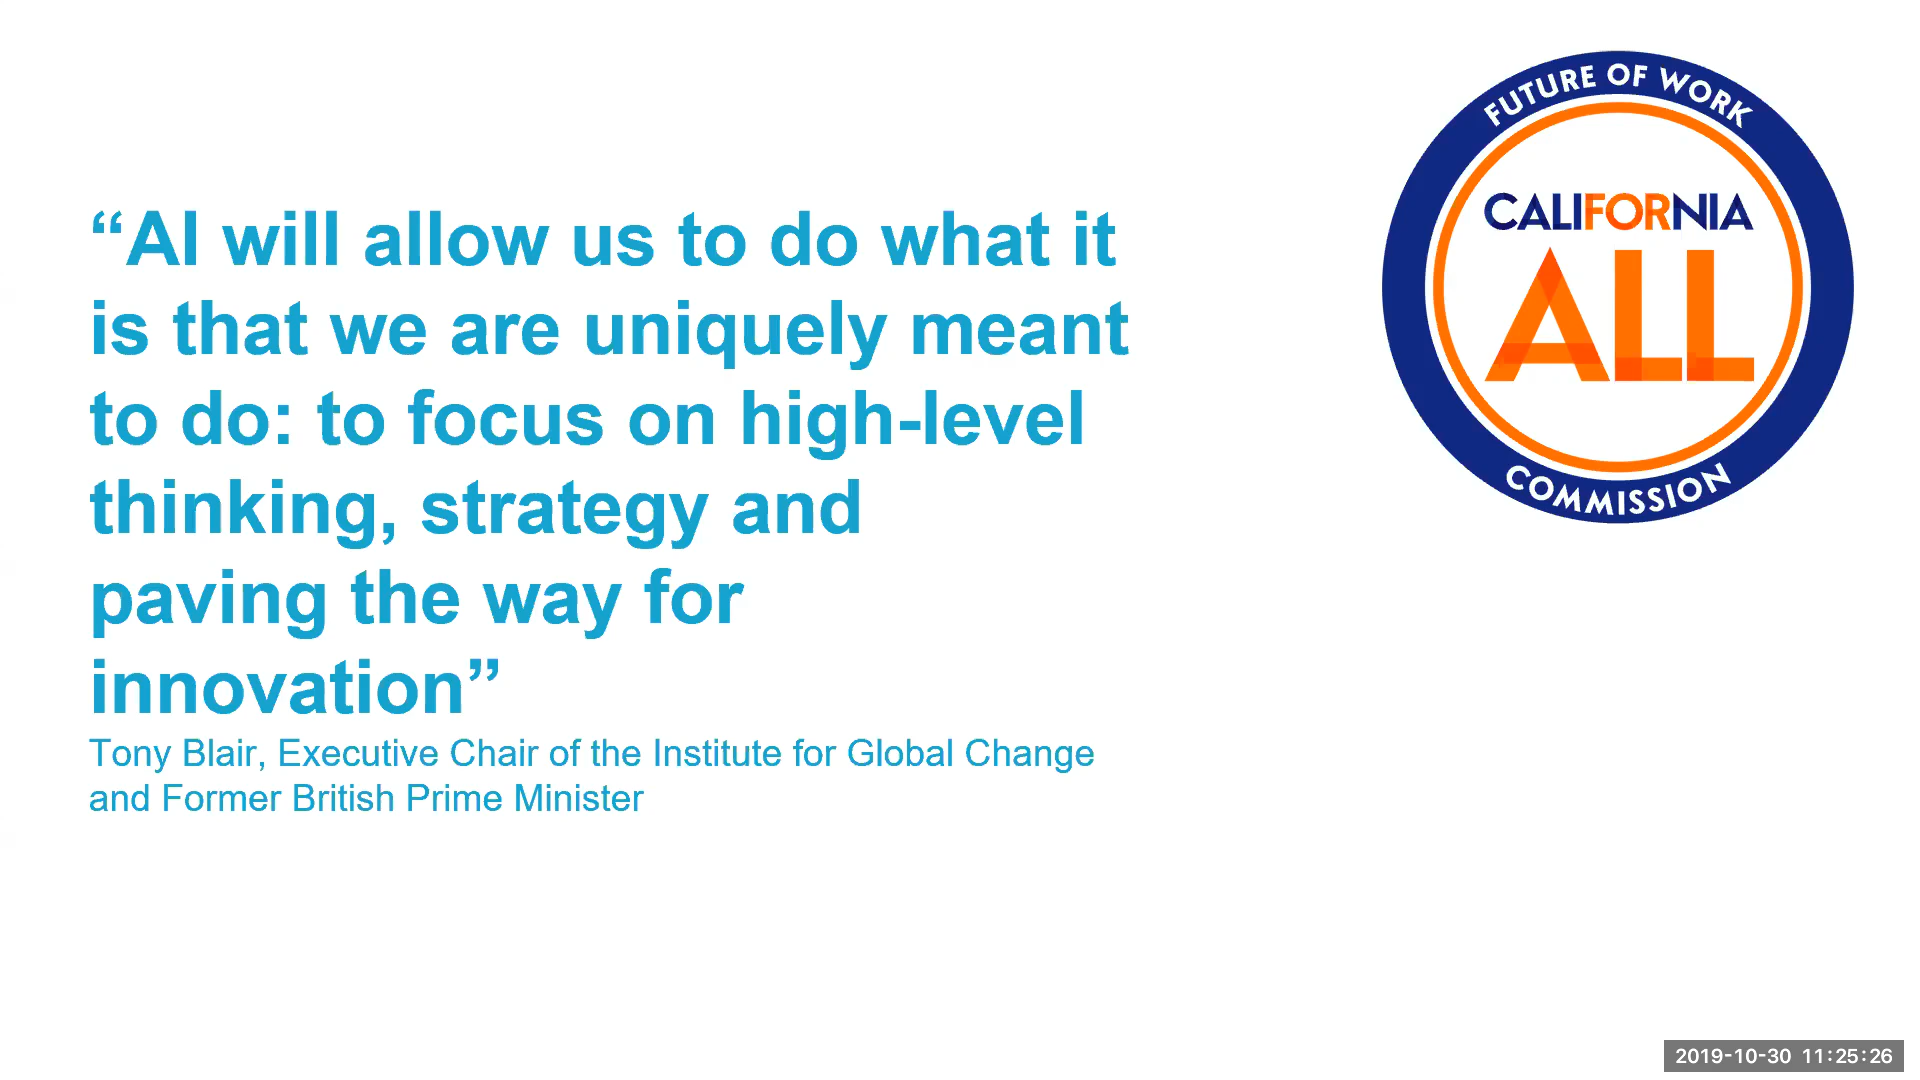 “AI will allow us to do what it
is that we are uniquely meant
to do: to focus on high-level
thinking, strategy and
paving the way for
innovation”
Tony Blair, Executive Chair of the Institute for Global Change
and Former British Prime Minister
FUTURE OF WORK
CALIFORNIA
ALL
COMMISSION
2019-10-30 11:25:26